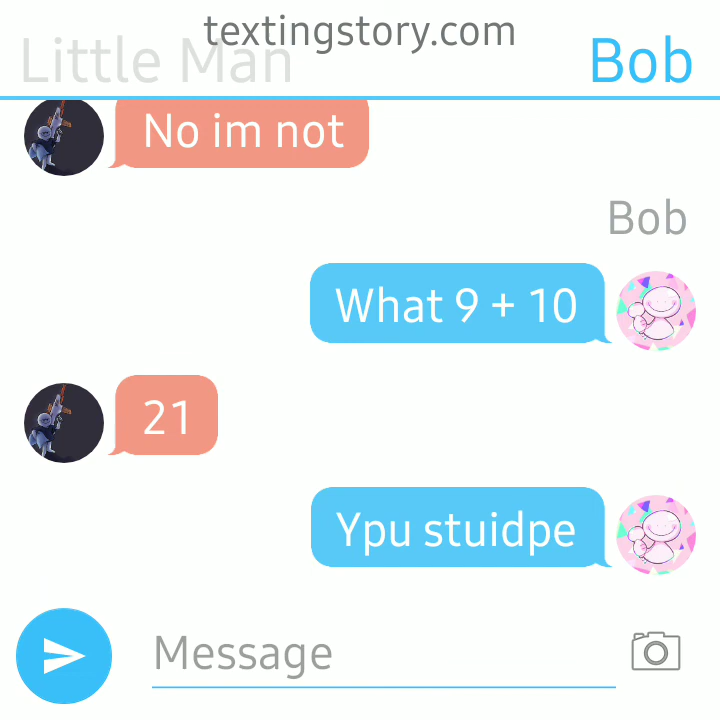 textingstory.com
Little Man
Bob
No im not
Bob
What 9 + 10
21
Ypu stuidpe
Message